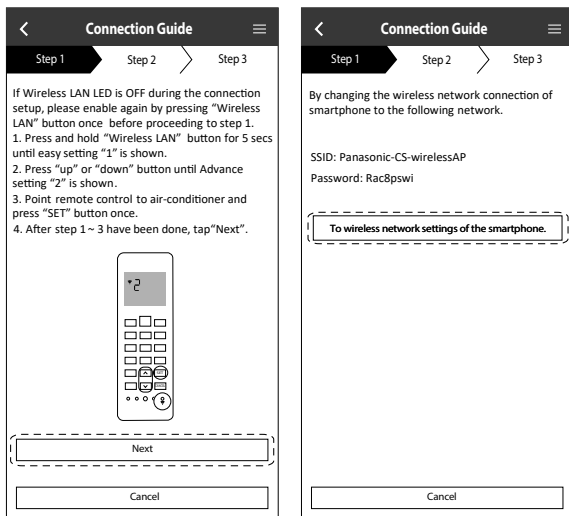 Connection Guide
Step 1
Step 2
Step 3
If Wireless LAN LED is OFF during the connection
setup, please enable again by pressing “Wireless
LAN” button once before proceeding to step 1.
1. Press and hold “Wireless LAN” button for 5 secs
until easy setting “1” is shown.
2. Press “up” or “down” button until Advance
setting “2” is shown.
3. Point remote control to air-conditioner and
press “SET” button once.
4. After step 1 ~ 3 have been done, tap“Next”.
*2
SET
Next
Cancel
Connection Guide
Step 1
Step 2
Step 3
By changing the wireless network connection of
smartphone to the following network.
SSID: Panasonic-CS-wirelessAP
Password: Rac8pswi
To wireless network settings of the smartphone.
Cancel